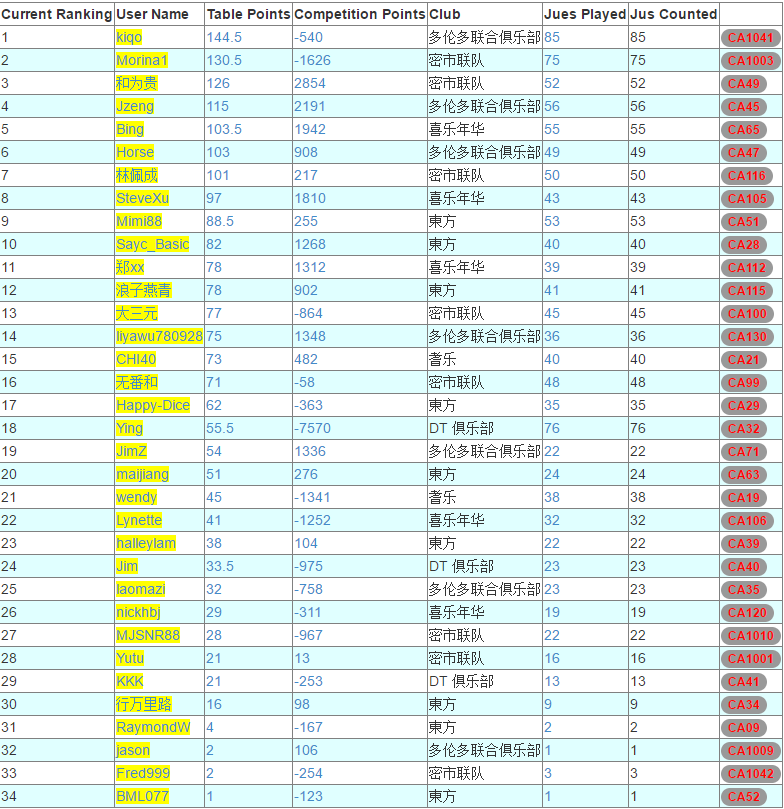 Current Ranking User Name Table Points Competition Points Club Jues Played Jus Counted
1 kiqo 144.5 -540 多伦多联合俱乐部 85 85 CA1041
2 Morina1 130.5 -1626 密市联队 75 75 CA1003
3 和为贵 126 2854 密市联队 52 52 CA49
4 Jzeng 115 2191 多伦多联合俱乐部 56 56 CA45
5 Bing 103.5 1942 喜乐年华 55 55 CA65
6 Horse 103 908 多伦多联合俱乐部 49 49 CA47
7 林佩成 101 217 密市联队 50 50 CA116
8 SteveXu 97 1810 喜乐年华 43 43 CA105
9 Mimi88 88.5 255 東方 53 53 CA51
10 Sayc_Basic 82 1268 東方 40 40 CA28
11 郑xx 78 1312 喜乐年华 39 39 CA112
12 浪子燕青 78 902 東方 41 41 CA115
13 大三元 77 -864 密市联队 45 45 CA100
14 liyawu780928 75 1348 多伦多联合俱乐部 36 36 CA130
15 CHI40 73 482 耆乐 40 40 CA21
16 无番和 71 -58 密市联队 48 48 CA99
17 Happy-Dice 62 -363 東方 35 35 CA29
18 Ying 55.5 -7570 DT 俱乐部 76 76 CA32
19 JimZ 54 1336 多伦多联合俱乐部 22 22 CA71
20 maijiang 51 276 東方 24 24 CA63
21 wendy 45 -1341 耆乐 38 38 CA19
22 Lynette 41 -1252 喜乐年华 32 32 CA106
23 halleylam 38 104 東方 22 22 CA39
24 Jim 33.5 -975 DT 俱乐部 23 23 CA40
25 laomazi 32 -758 多伦多联合俱乐部 23 23 CA35
26 nickhbj 29 -311 喜乐年华 19 19 CA120
27 MJSNR88 28 -967 密市联队 22 22 CA1010
28 Yutu 21 13 密市联队 16 16 CA1001
29 KKK 21 -253 DT 俱乐部 13 13 CA41
30 行万里路 16 98 東方 9 9 CA34
31 RaymondW 4 -167 東方 2 2 CA09
32 jason 2 106 多伦多联合俱乐部 1 1 CA1009
33 Fred999 2 -254 密市联队 3 3 CA1042
34 BML077 1 -123 東方 1 1 CA52